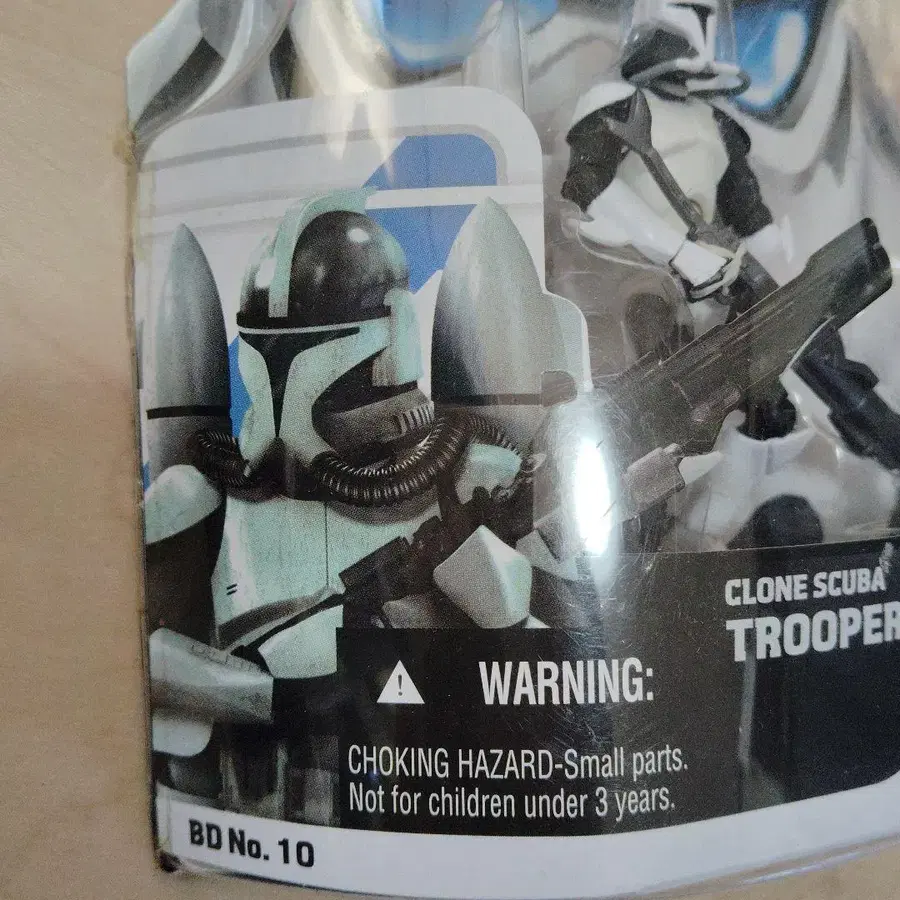 CLONE SCUBA
TROOPER
WARNING:
CHOKING HAZARD-Small parts.
Not for children under 3 years.
BD No. 10